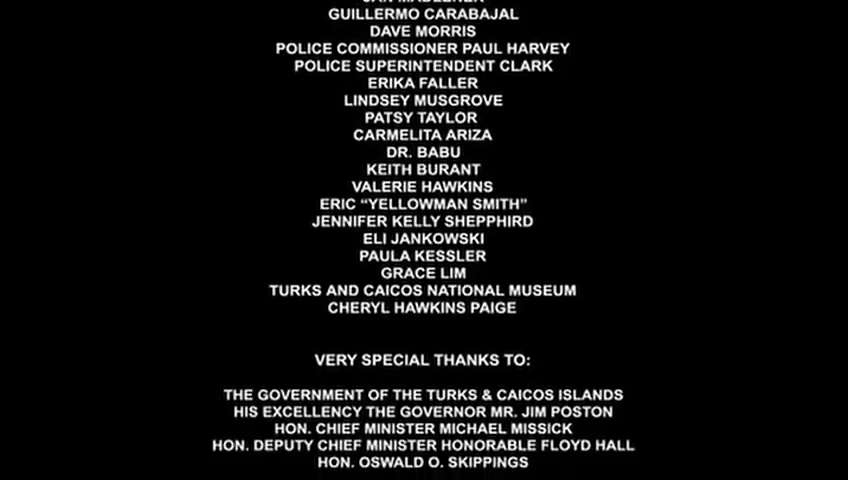 GUILLERMO CARABAJAL
DAVE MORRIS
POLICE COMMISSIONER PAUL HARVEY
POLICE SUPERINTENDENT CLARK
ERIKA FALLER
LINDSEY MUSGROVE
PATSY TAYLOR
CARMELITA ARIZA
DR. BABU
KEITH BURANT
VALERIE HAWKINS
ERIC “YELLOWMAN SMITH”
JENNIFER KELLY SHEPPHIRD
ELI JANKOWSKI
PAULA KESSLER
GRACE LIM
TURKS AND CAICOS NATIONAL MUSEUM
CHERYL HAWKINS PAIGE
VERY SPECIAL THANKS TO:
THE GOVERNMENT OF THE TURKS & CAICOS ISLANDS
HIS EXCELLENCY THE GOVERNOR MR. JIM POSTON
HON. CHIEF MINISTER MICHAEL MISSICK
HON. DEPUTY CHIEF MINISTER HONORABLE FLOYD HALL
HON. OSWALD O. SKIPPINGS